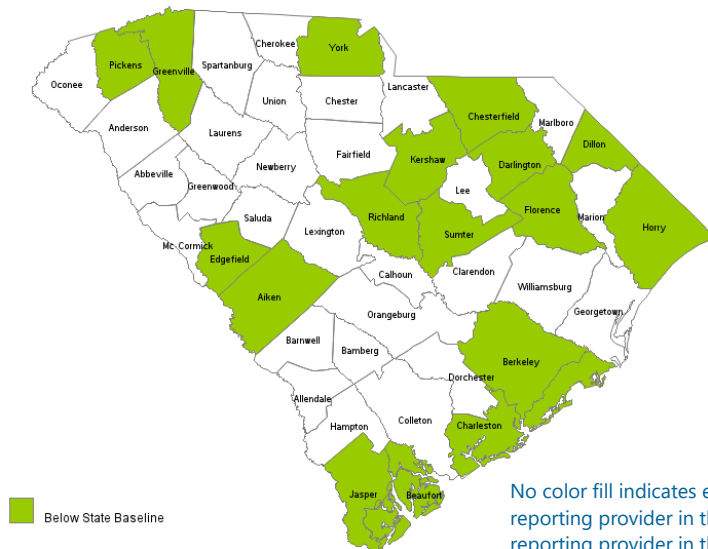 Cherokee
York
Pickens
Greenville
Spartanburg
Oconee
Union
Chester
Lancaster
Chesterfield
Marlboro
Anderson
Laurens
Dillon
Fairfield
Kershaw
Darlington
Abbeville
Newberry
Greenwood
Lee
Richland
Florence
Marion
Saluda
Horry
Lexington
Sumter
Mc Cormick
Edgefield
Calhoun
Clarendon
Aiken
Williamsburg
Orangeburg
Georgetown
Barnwell
Bamberg
Berkeley
Dorchester
Allendale
Hampton
Colleton
Charleston
Jasper
Beaufort
Below State Baseline
No color fill indicates
reporting provider in
reporting provider in